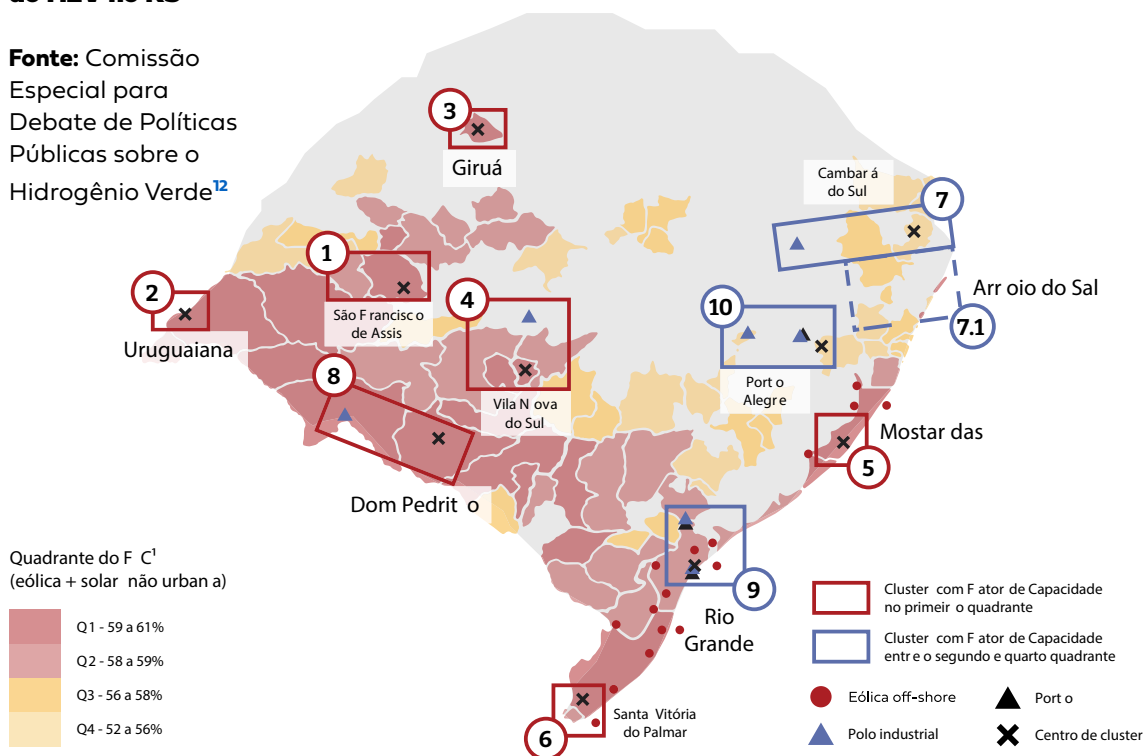 Fonte: Comissão
Especial para
Debate de Políticas
Públicas sobre o
Hidrogênio Verde12
3
Giruá
Cambar á
do Sul
7
1
2
São F rancisc o
de Assis
4
Uruguaiana
Arr oio do Sal
7.1
10
8
Vila N ova
do Sul
Port o
Alegr e
Mostar das
5
Dom Pedrit o
9
Rio
Grande
Santa Vitória
do Palmar
6
Quadrante do F C1
(eólica + solar não urban a)
Q1 - 59 a 61%
Q2 - 58 a 59%
Q3 - 56 a 58%
Q4 - 52 a 56%
Cluster com F ator de Capacidade
no primeir o quadrante
Cluster com F ator de Capacidade
entr e o segundo e quarto quadrante
Eólica off-shore
Port o
Polo industrial
Centro de cluster